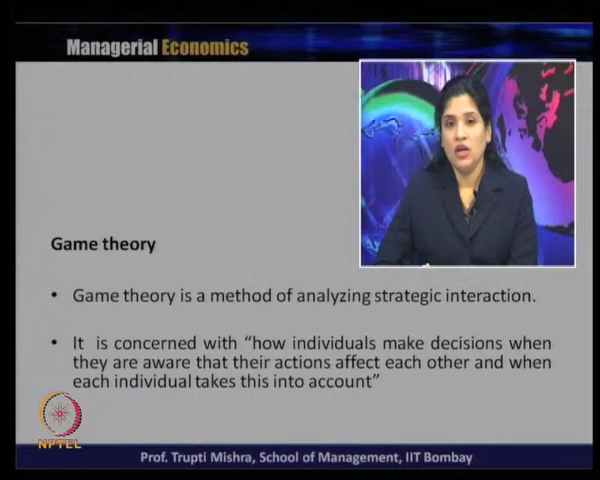 Managerial Economics
Game theory
• Game theory is a method of analyzing strategic interaction.
• It is concerned with “how individuals make decisions when
they are aware that their actions affect each other and when
each individual takes this into account”
NPTEL
Prof. Trupti Mishra, School of Management, IIT Bombay